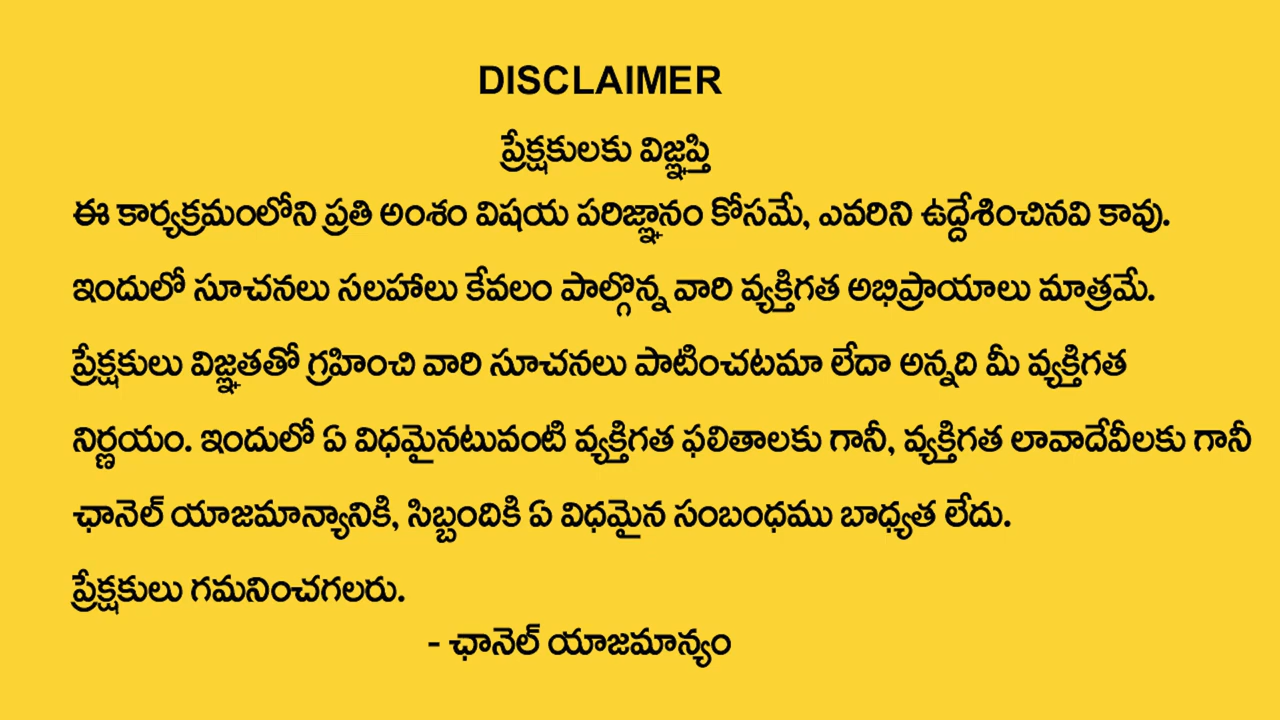 DISCLAIMER
ప్రేక్షకులకు విజ్ఞప్తి
ఈ కార్యక్రమంలోని ప్రతి అంశం విషయ పరిజ్ఞానం కోసమే, ఎవరిని ఉద్దేశించినవి కావు.
ఇందులో సూచనలు సలహాలు కేవలం పాల్గొన్న వారి వ్యక్తిగత అభిప్రాయాలు మాత్రమే.
ప్రేక్షకులు విజ్ఞతతో గ్రహించి వారి సూచనలు పాటించటమా లేదా అన్నది మీ వ్యక్తిగత
నిర్ణయం. ఇందులో ఏ విధమైనటువంటి వ్యక్తిగత ఫలితాలకు గానీ, వ్యక్తిగత లావాదేవీలకు గానీ
ఛానెల్ యాజమాన్యానికి, సిబ్బందికి ఏ విధమైన సంబంధము బాధ్యత లేదు.
ప్రేక్షకులు గమనించగలరు.
- ఛానెల్ యాజమాన్యం